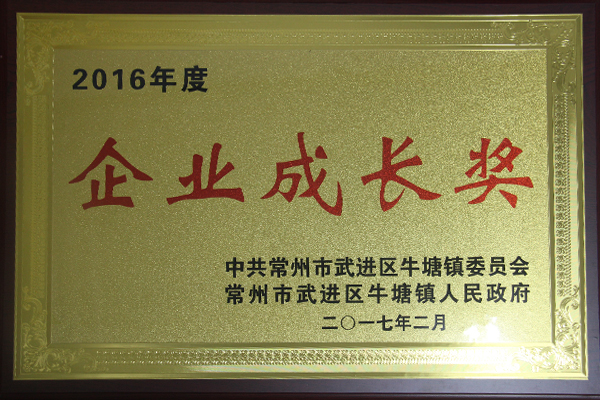 2016年度
企业成长奖
中共常州市武进区牛塘镇委员会
常州市武进区牛塘镇人民政府
二〇一七年二月